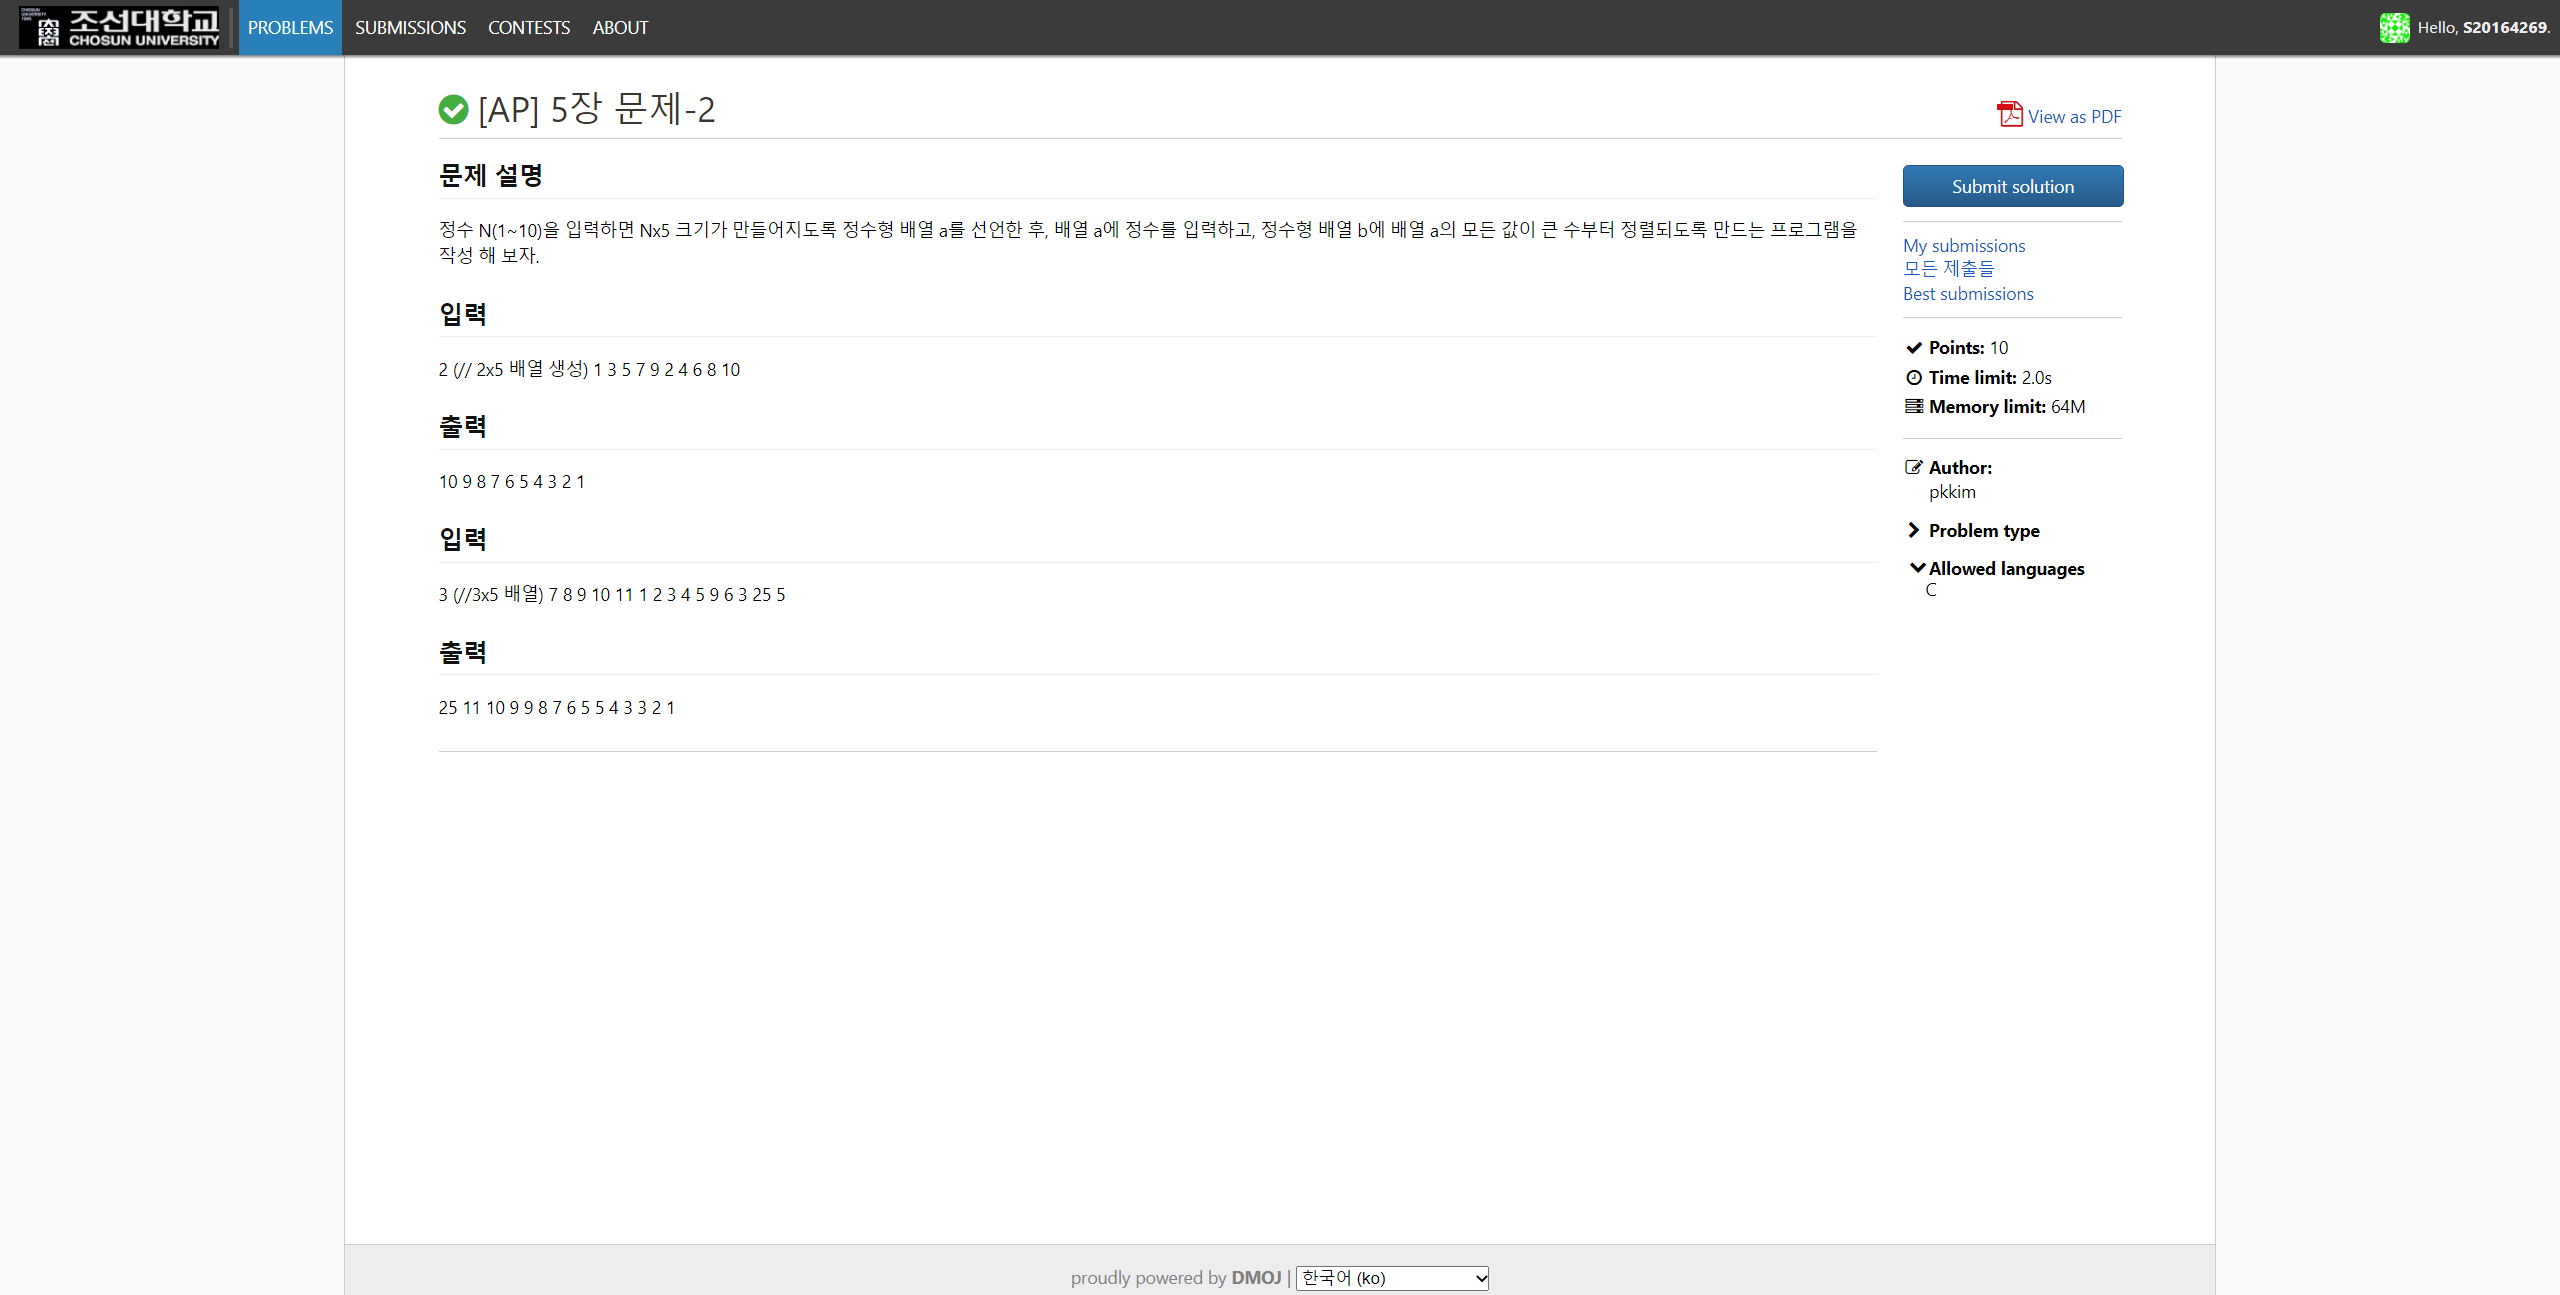 조선대학교
CHOSUN UNIVERSITY
PROBLEMS SUBMISSIONS CONTESTS ABOUT
Hello, S20164269.
[AP] 5장 문제-2
View as PDF
문제 설명
정수 N(1~10)을 입력하면 Nx5 크기가 만들어지도록 정수형 배열 a를 선언한 후, 배열 a에 정수를 입력하고, 정수형 배열 b에 배열 a의 모든 값이 큰 수부터 정렬되도록 만드는 프로그램을
작성 해 보자.
입력
2 (// 2x5 배열 생성) 1 3 5 7 9 2 4 6 8 10
출력
10 9 8 7 6 5 4 3 2 1
입력
3 (//3x5 배열) 7 8 9 10 11 1 2 3 4 5 9 6 3 25 5
출력
25 11 10 9 9 8 7 6 5 5 4 3 3 2 1
Submit solution
My submissions
모든 제출들
Best submissions
Points: 10
Time limit: 2.0s
Memory limit: 64M
Author:
pkkim
Problem type
Allowed languages
C
proudly powered by DMOJ | 한국어 (ko)